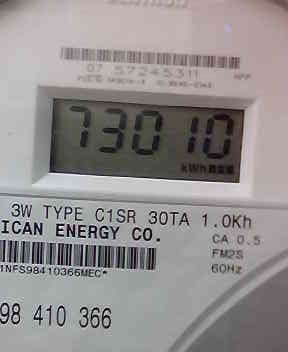 07 57245311
73010
kWh
3W TYPE C1SR 30TA 1.0Kh
ICAN ENERGY CO.
CA 0.5
FM2S
60Hz
1NFS98410366MEC*
98 410 366